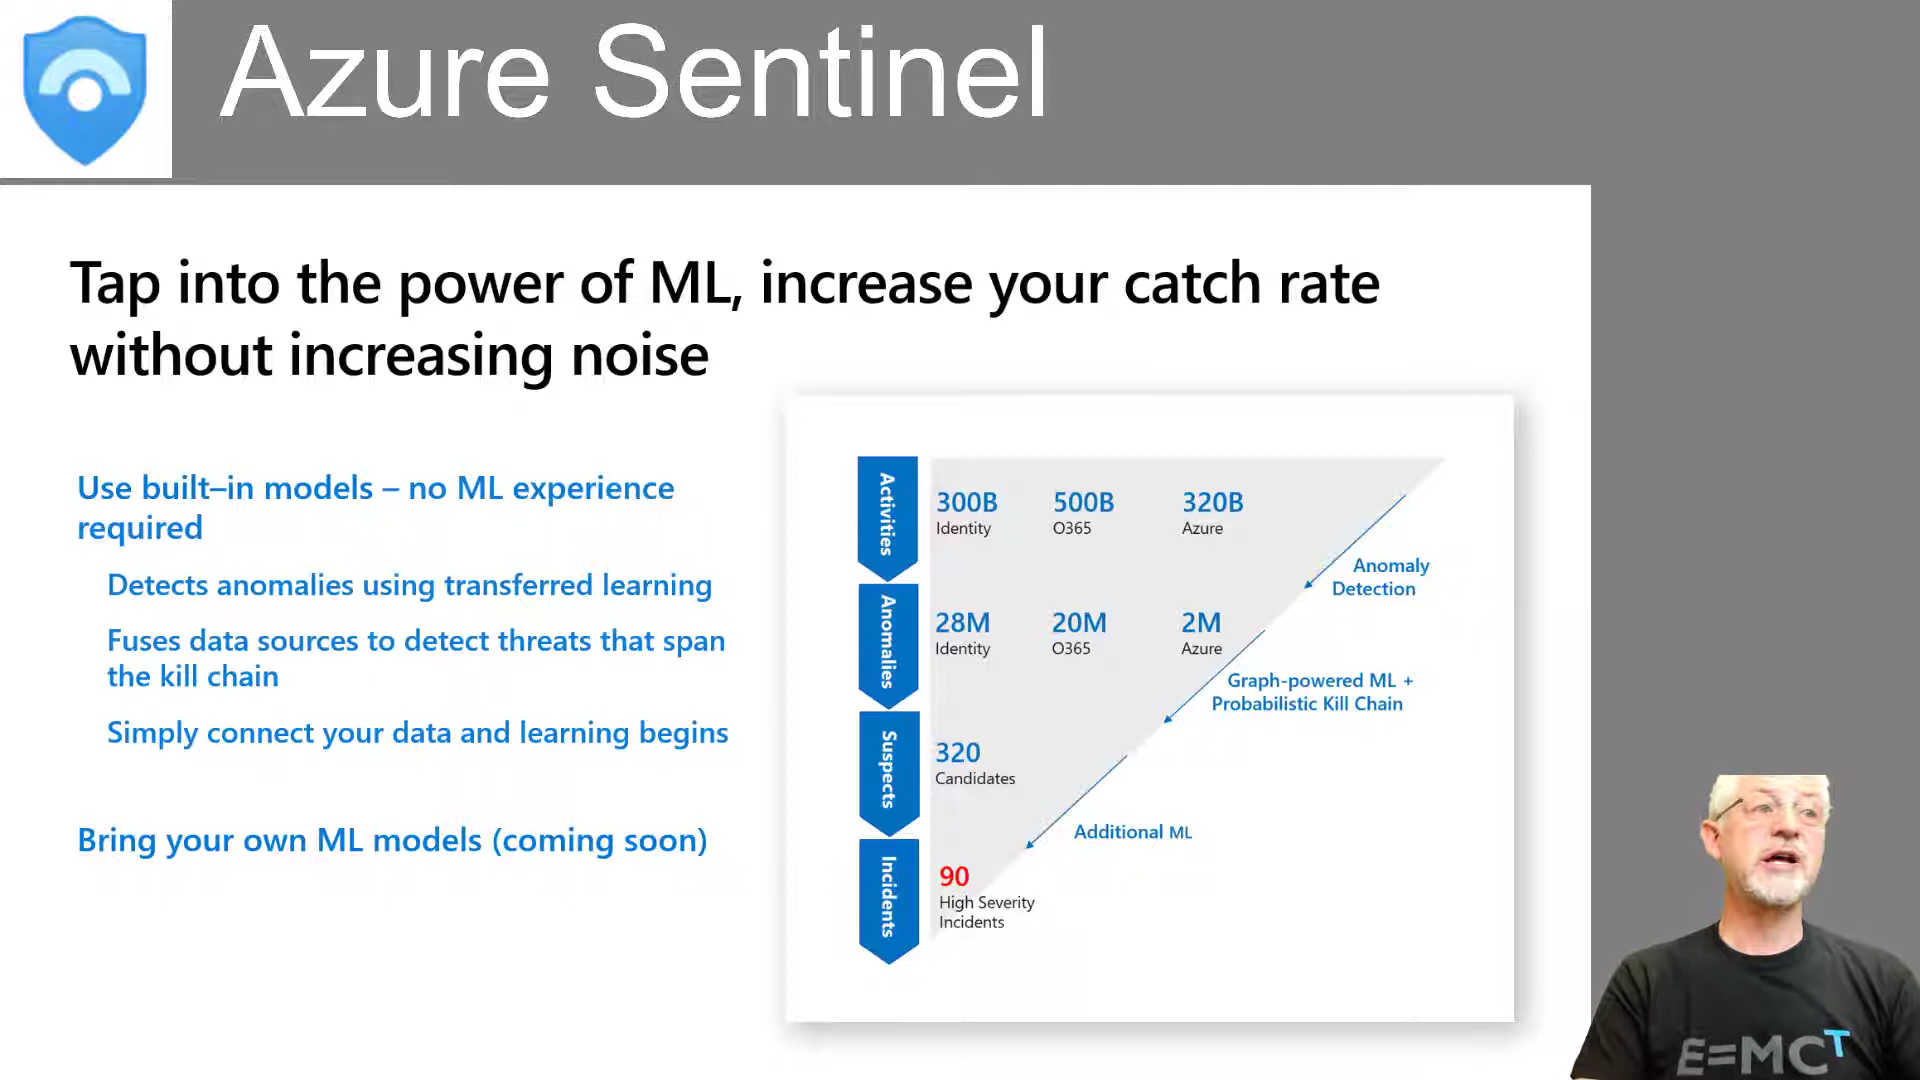 Azure Sentinel
Tap into the power of ML, increase your catch rate
without increasing noise
Use built–in models – no ML experience
required
Detects anomalies using transferred learning
Fuses data sources to detect threats that span
the kill chain
Simply connect your data and learning begins
Bring your own ML models (coming soon)
Activities
300B
Identity
500B
O365
320B
Azure
Anomaly
Detection
Anomalies
28M
Identity
20M
O365
2M
Azure
Graph-powered ML +
Probabilistic Kill Chain
Suspects
320
Candidates
Additional ML
Incidents
90
High Severity
Incidents
E=MCT